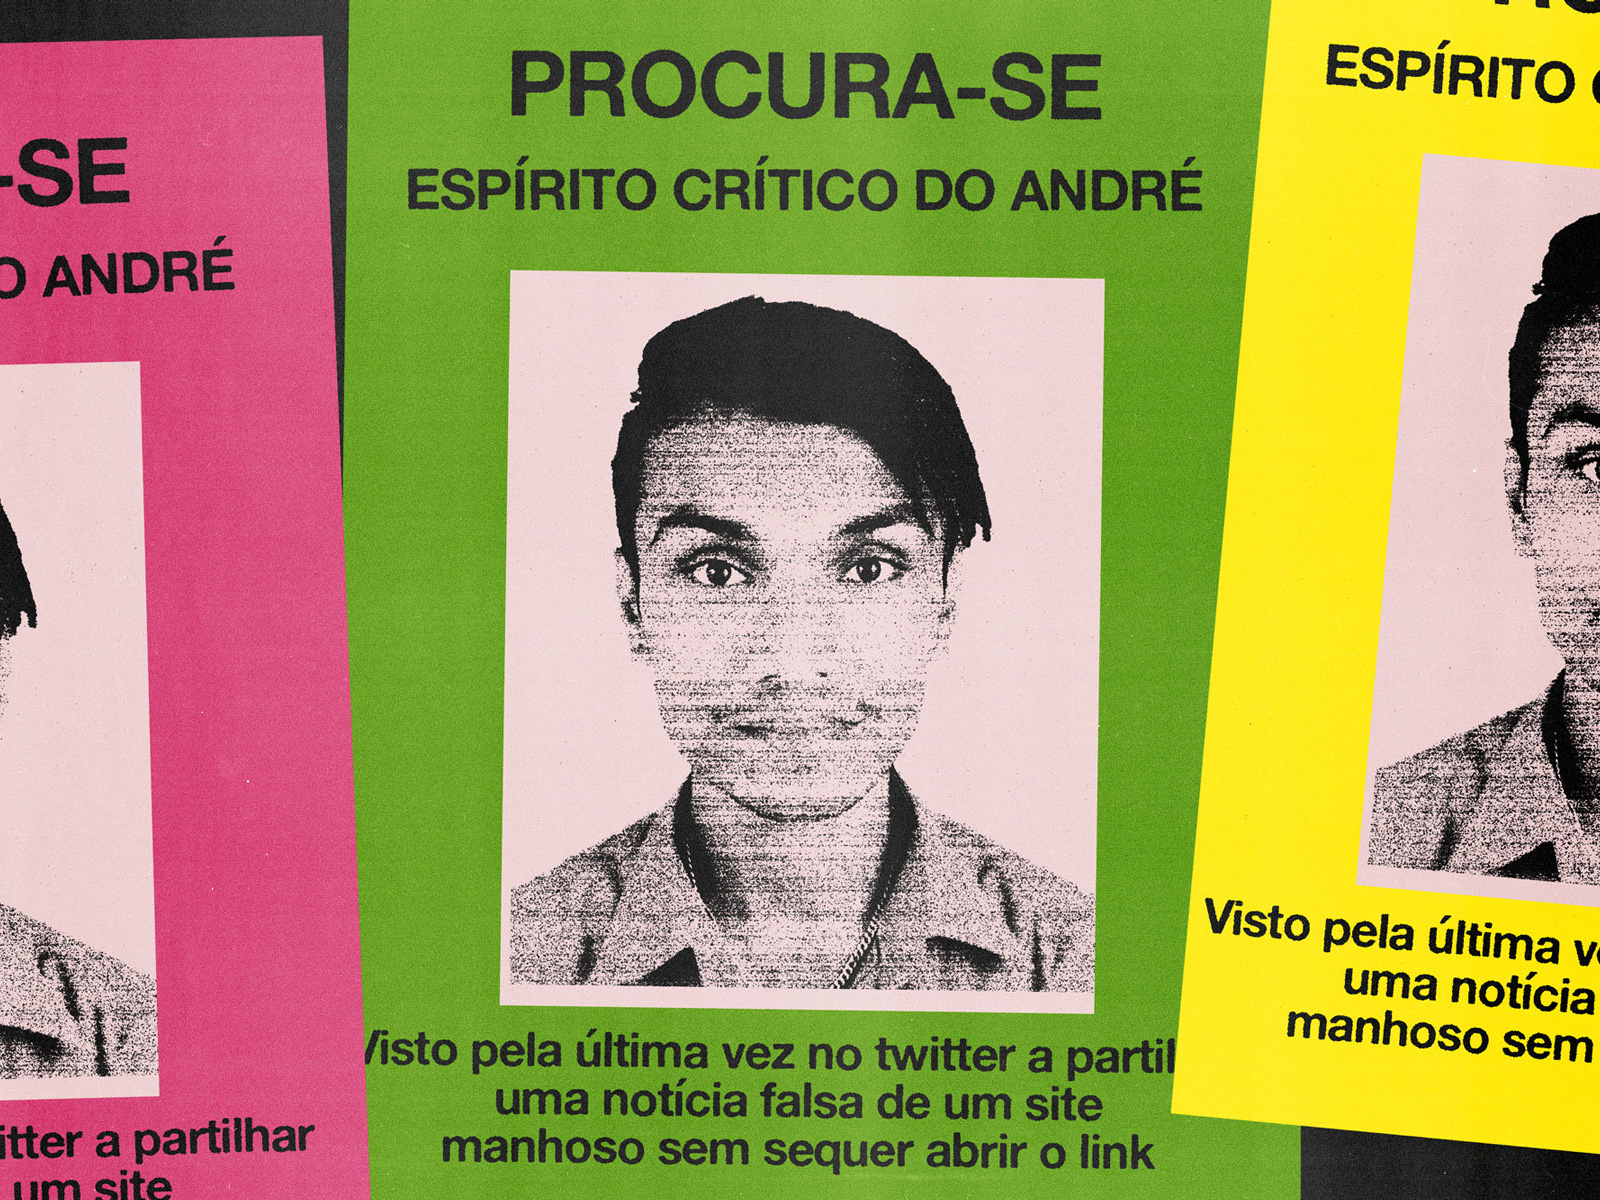 -SE
O ANDRÉ
itter a partilhar
um site
PROCURA-SE
ESPÍRITO CRÍTICO DO ANDRÉ
Visto pela última vez no twitter a partil
uma notícia falsa de um site
manhoso sem sequer abrir o link
ESPÍRITO
Visto pela última
uma notícia
manhoso sem